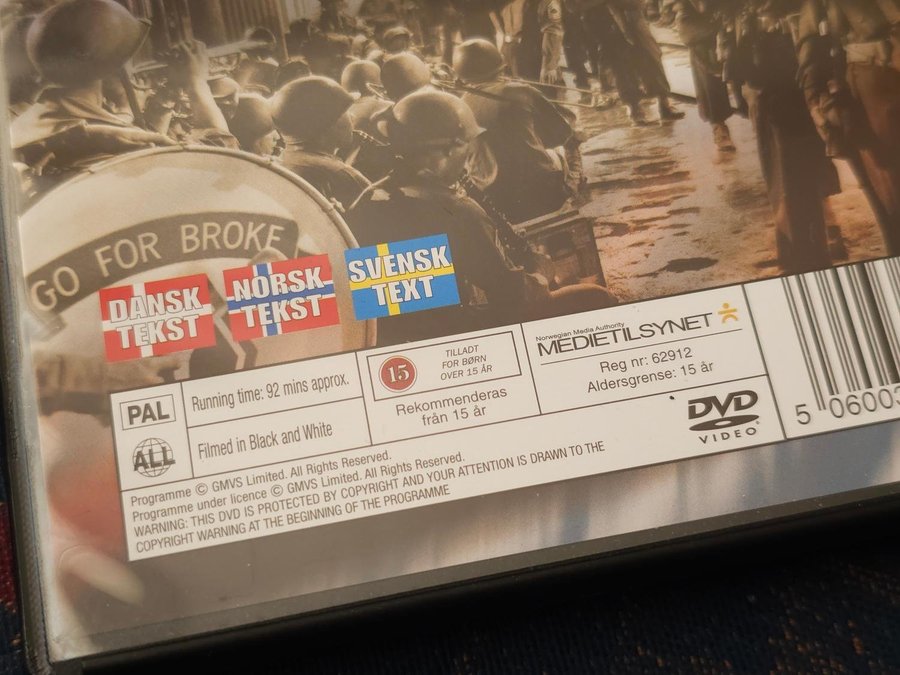 GO FOR BROKE
DANSK
TEKST
NORSK
TEKST
SVENSK
TEXT
PAL
ALL
Running time: 92 mins approx.
Filmed in Black and White
15
TILLADT
FOR BØRN
OVER 15 ÅR
Rekommenderas
från 15 år
Norwegian Media Authority
MEDIETILSYNET
Reg nr: 62912
Aldersgrense: 15 år
DVD
VIDEO
5 06003
Programme © GMVS Limited. All Rights Reserved.
Programme under licence © GMVS Limited. All Rights Reserved.
WARNING: THIS DVD IS PROTECTED BY COPYRIGHT AND YOUR ATTENTION IS DRAWN TO THE
COPYRIGHT WARNING AT THE BEGINNING OF THE PROGRAMME